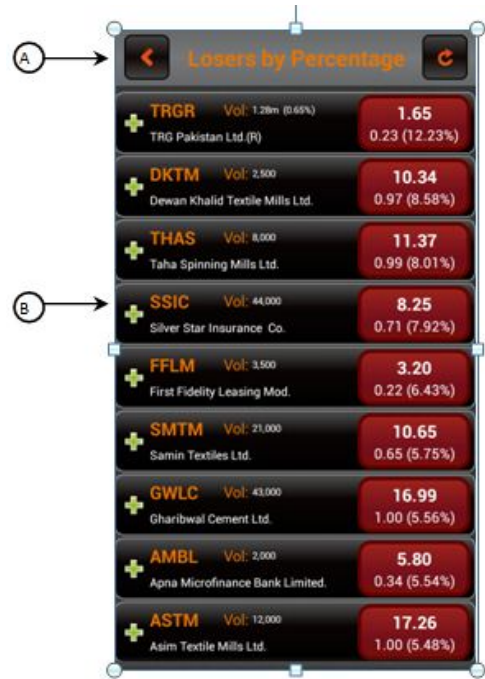 A
Losers by Percentage
TRGR Vol: 1.28m (0.65%) 1.65
TRG Pakistan Ltd.(R) 0.23 (12.23%)
DKTM Vol: 2,500 10.34
Dewan Khalid Textile Mills Ltd. 0.97 (8.58%)
THAS Vol: 8,000 11.37
Taha Spinning Mills Ltd. 0.99 (8.01%)
B
SSIC Vol: 44,000 8.25
Silver Star Insurance Co. 0.71 (7.92%)
FFLM Vol: 3,500 3.20
First Fidelity Leasing Mod. 0.22 (6.43%)
SMTM Vol: 21,000 10.65
Samin Textiles Ltd. 0.65 (5.75%)
GWLC Vol: 43,000 16.99
Gharibwal Cement Ltd. 1.00 (5.56%)
AMBL Vol: 2,000 5.80
Apna Microfinance Bank Limited. 0.34 (5.54%)
ASTM Vol: 12,000 17.26
Asim Textile Mills Ltd. 1.00 (5.48%)